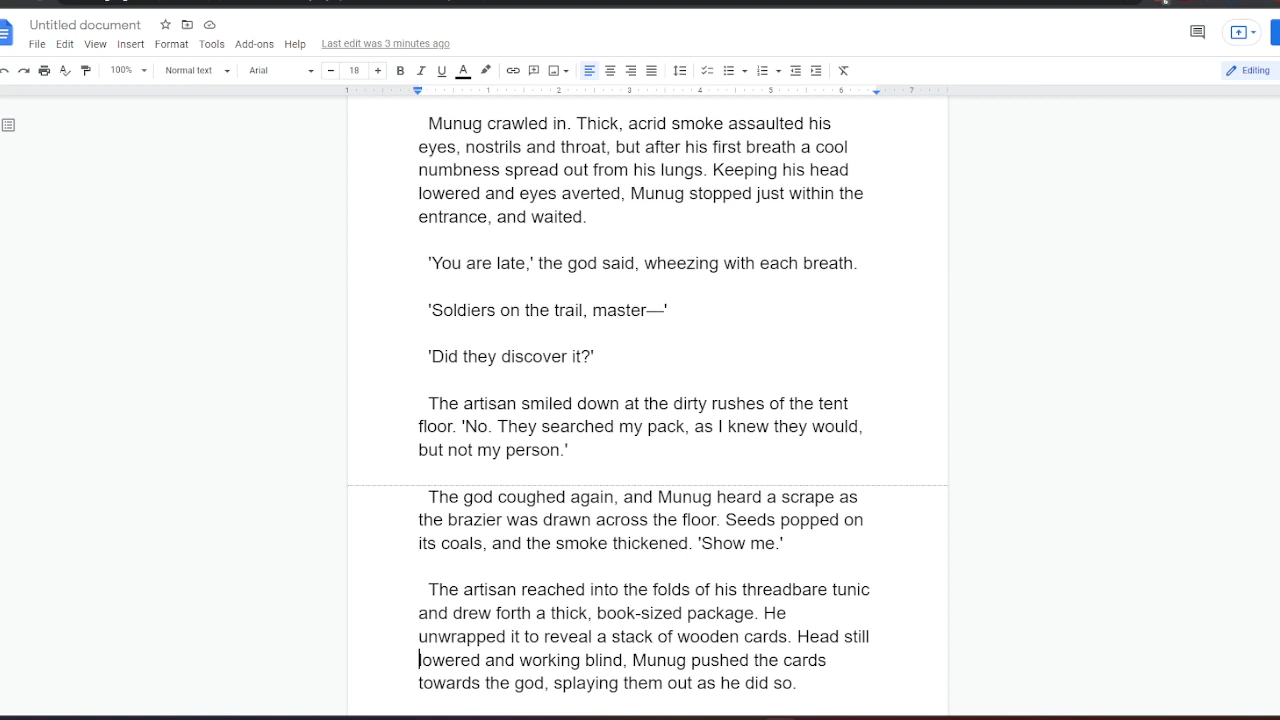 Untitled document
File Edit View Insert Format Tools Add-ons Help Last edit was 3 minutes ago
100% Normal text Arial 18 B I U A Editing
1 1 2 3 4 5 6 7
Munug crawled in. Thick, acrid smoke assaulted his
eyes, nostrils and throat, but after his first breath a cool
numbness spread out from his lungs. Keeping his head
lowered and eyes averted, Munug stopped just within the
entrance, and waited.
'You are late,' the god said, wheezing with each breath.
'Soldiers on the trail, master—'
'Did they discover it?'
The artisan smiled down at the dirty rushes of the tent
floor. 'No. They searched my pack, as I knew they would,
but not my person.'
The god coughed again, and Munug heard a scrape as
the brazier was drawn across the floor. Seeds popped on
its coals, and the smoke thickened. 'Show me.'
The artisan reached into the folds of his threadbare tunic
and drew forth a thick, book-sized package. He
unwrapped it to reveal a stack of wooden cards. Head still
lowered and working blind, Munug pushed the cards
towards the god, splaying them out as he did so.